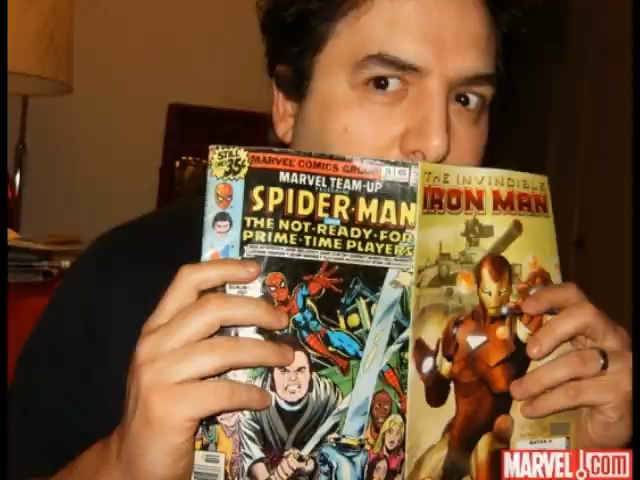 STILL
ONLY 35¢
MARVEL COMICS GROUP
MARVEL TEAM-UP
SPIDER-MAN
THE NOT-READY-FOR
PRIME-TIME PLAYERS
THE INVINCIBLE
IRON MAN
MARVEL.com